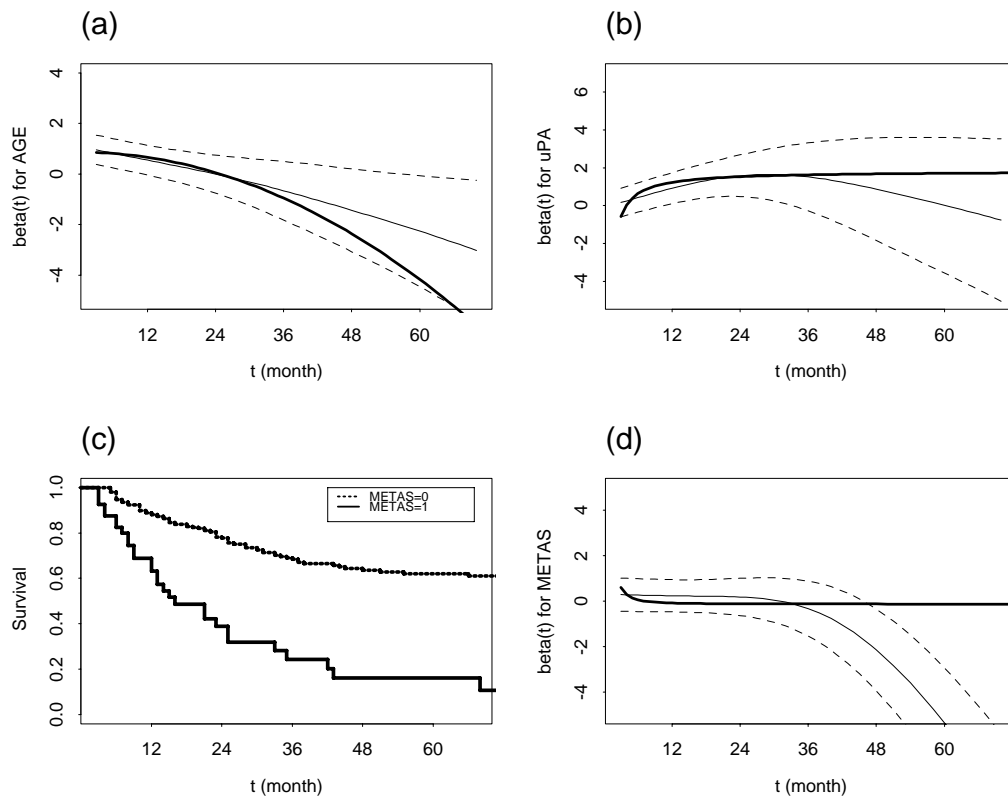 (a)
beta(t) for AGE
4
2
0
-2
-4
12 24 36 48 60
t (month)
(b)
beta(t) for uPA
6
4
2
0
-2
-4
12 24 36 48 60
t (month)
(c)
Survival
1.0
0.8
0.6
0.4
0.2
0.0
METAS=0
METAS=1
12 24 36 48 60
t (month)
(d)
beta(t) for METAS
4
2
0
-2
-4
12 24 36 48 60
t (month)